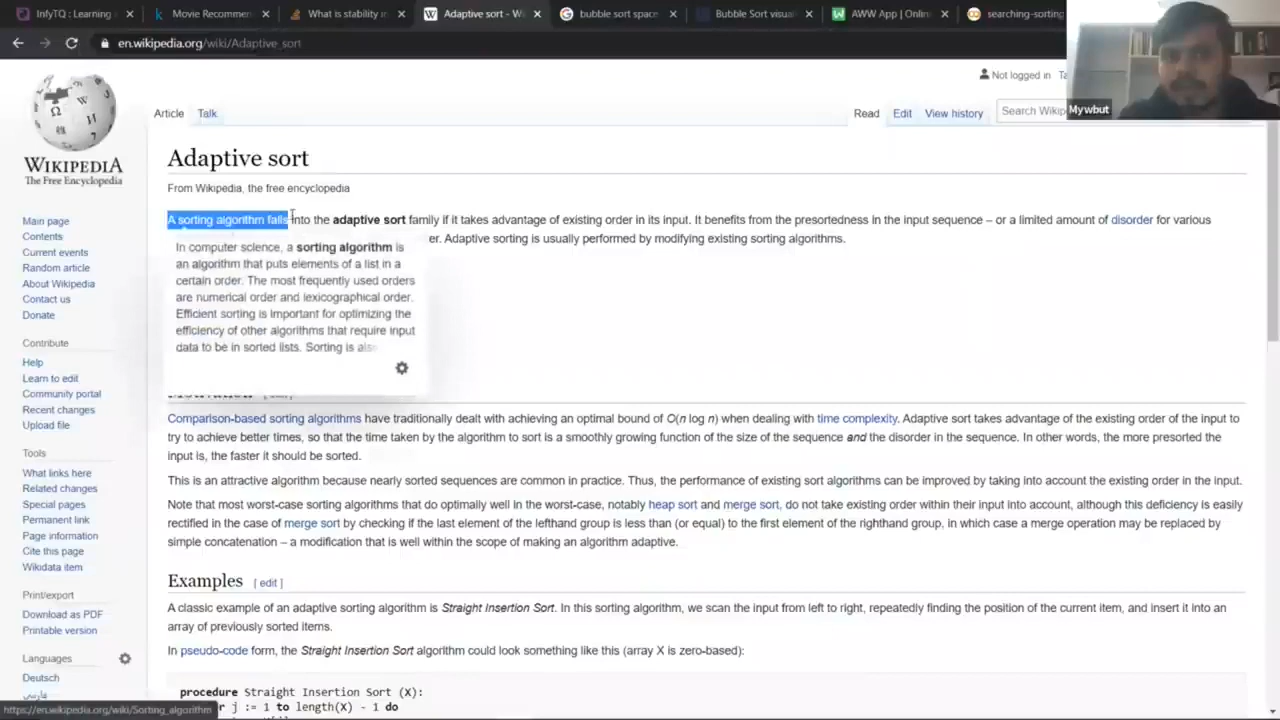 InfyTQ : Learning
Movie Recommen
What is stability in
Adaptive sort - Wi
bubble sort space
Bubble Sort visual
AWW App | Online
searching-sorting
en.wikipedia.org/wiki/Adaptive_sort
Not logged in
Mywbut
Article
Talk
Read
Edit
View history
Search Wikip
WIKIPEDIA
The Free Encyclopedia
Main page
Contents
Current events
Random article
About Wikipedia
Contact us
Donate
Contribute
Help
Learn to edit
Community portal
Recent changes
Upload file
Tools
What links here
Related changes
Special pages
Permanent link
Page information
Cite this page
Wikidata item
Print/export
Download as PDF
Printable version
Languages
Deutsch
فارسی
https://en.wikipedia.org/wiki/Sorting_algorithm
Adaptive sort
From Wikipedia, the free encyclopedia
A sorting algorithm falls into the adaptive sort family if it takes advantage of existing order in its input. It benefits from the presortedness in the input sequence – or a limited amount of disorder for various
er. Adaptive sorting is usually performed by modifying existing sorting algorithms.
In computer science, a sorting algorithm is
an algorithm that puts elements of a list in a
certain order. The most frequently used orders
are numerical order and lexicographical order.
Efficient sorting is important for optimizing the
efficiency of other algorithms that require input
data to be in sorted lists. Sorting is also
Comparison-based sorting algorithms have traditionally dealt with achieving an optimal bound of O(n log n) when dealing with time complexity. Adaptive sort takes advantage of the existing order of the input to
try to achieve better times, so that the time taken by the algorithm to sort is a smoothly growing function of the size of the sequence and the disorder in the sequence. In other words, the more presorted the
input is, the faster it should be sorted.
This is an attractive algorithm because nearly sorted sequences are common in practice. Thus, the performance of existing sort algorithms can be improved by taking into account the existing order in the input.
Note that most worst-case sorting algorithms that do optimally well in the worst-case, notably heap sort and merge sort, do not take existing order within their input into account, although this deficiency is easily
rectified in the case of merge sort by checking if the last element of the lefthand group is less than (or equal) to the first element of the righthand group, in which case a merge operation may be replaced by
simple concatenation – a modification that is well within the scope of making an algorithm adaptive.
Examples [ edit ]
A classic example of an adaptive sorting algorithm is Straight Insertion Sort. In this sorting algorithm, we scan the input from left to right, repeatedly finding the position of the current item, and insert it into an
array of previously sorted items.
In pseudo-code form, the Straight Insertion Sort algorithm could look something like this (array X is zero-based):
procedure Straight Insertion Sort (X):
r j := 1 to length(X) - 1 do